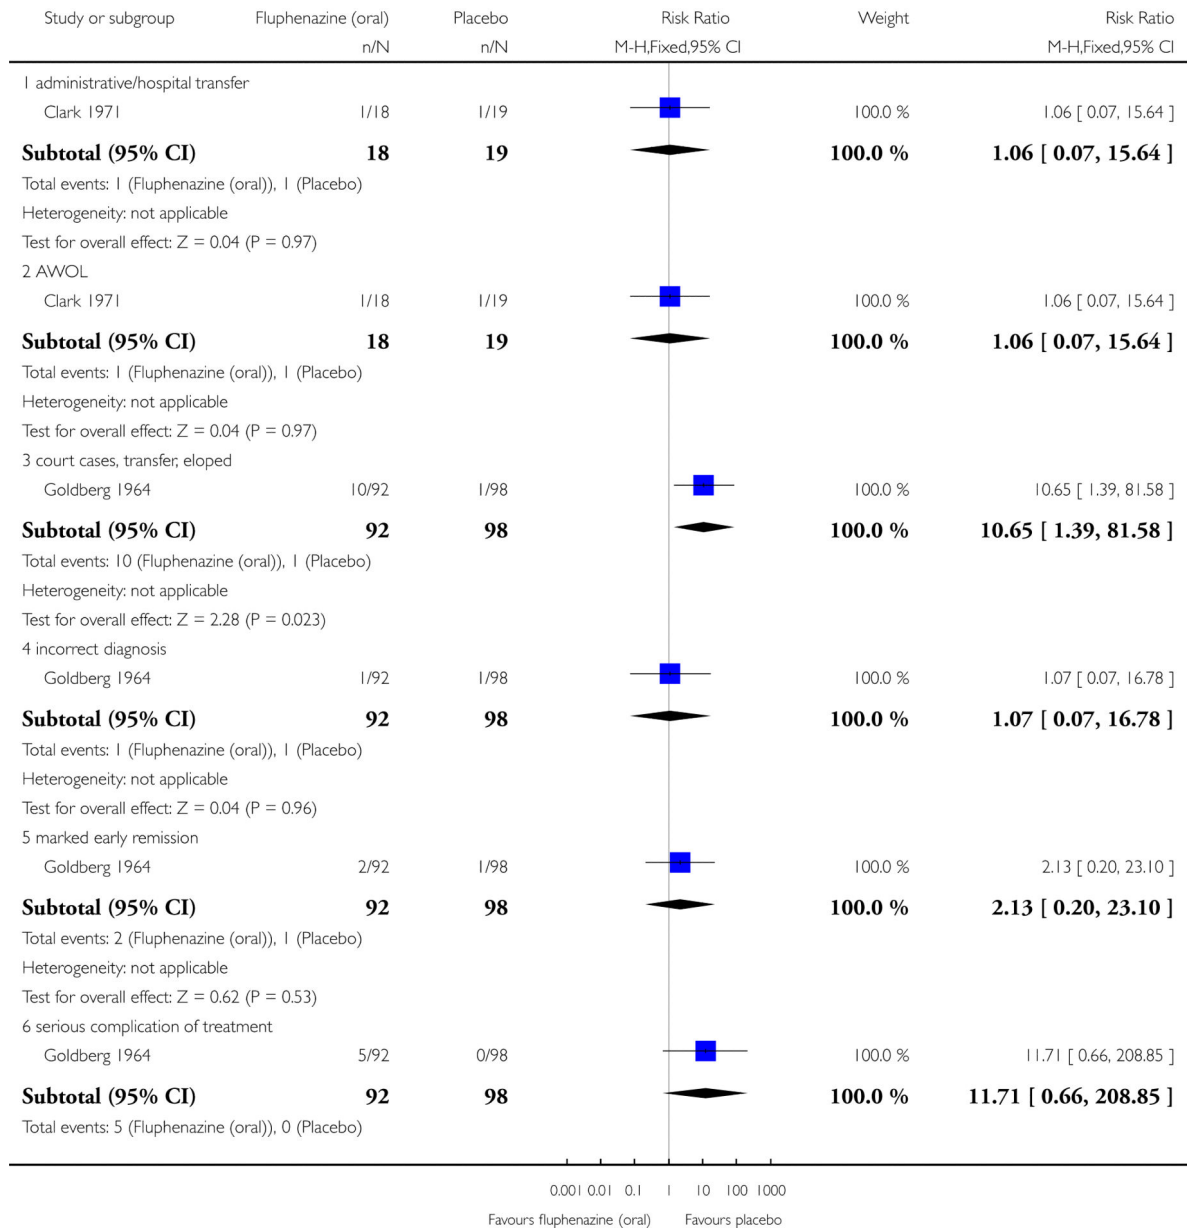 Study or subgroup Fluphenazine (oral) Placebo Risk Ratio Weight Risk Ratio
n/N n/N M-H,Fixed,95% CI M-H,Fixed,95% CI
1 administrative/hospital transfer
Clark 1971 1/18 1/19 100.0 % 1.06 [ 0.07, 15.64 ]
Subtotal (95% CI) 18 19 100.0 % 1.06 [ 0.07, 15.64 ]
Total events: 1 (Fluphenazine (oral)), 1 (Placebo)
Heterogeneity: not applicable
Test for overall effect: Z = 0.04 (P = 0.97)
2 AWOL
Clark 1971 1/18 1/19 100.0 % 1.06 [ 0.07, 15.64 ]
Subtotal (95% CI) 18 19 100.0 % 1.06 [ 0.07, 15.64 ]
Total events: 1 (Fluphenazine (oral)), 1 (Placebo)
Heterogeneity: not applicable
Test for overall effect: Z = 0.04 (P = 0.97)
3 court cases, transfer, eloped
Goldberg 1964 10/92 1/98 100.0 % 10.65 [ 1.39, 81.58 ]
Subtotal (95% CI) 92 98 100.0 % 10.65 [ 1.39, 81.58 ]
Total events: 10 (Fluphenazine (oral)), 1 (Placebo)
Heterogeneity: not applicable
Test for overall effect: Z = 2.28 (P = 0.023)
4 incorrect diagnosis
Goldberg 1964 1/92 1/98 100.0 % 1.07 [ 0.07, 16.78 ]
Subtotal (95% CI) 92 98 100.0 % 1.07 [ 0.07, 16.78 ]
Total events: 1 (Fluphenazine (oral)), 1 (Placebo)
Heterogeneity: not applicable
Test for overall effect: Z = 0.04 (P = 0.96)
5 marked early remission
Goldberg 1964 2/92 1/98 100.0 % 2.13 [ 0.20, 23.10 ]
Subtotal (95% CI) 92 98 100.0 % 2.13 [ 0.20, 23.10 ]
Total events: 2 (Fluphenazine (oral)), 1 (Placebo)
Heterogeneity: not applicable
Test for overall effect: Z = 0.62 (P = 0.53)
6 serious complication of treatment
Goldberg 1964 5/92 0/98 100.0 % 11.71 [ 0.66, 208.85 ]
Subtotal (95% CI) 92 98 100.0 % 11.71 [ 0.66, 208.85 ]
Total events: 5 (Fluphenazine (oral)), 0 (Placebo)
0.001 0.01 0.1 1 10 100 1000
Favours fluphenazine (oral) Favours placebo